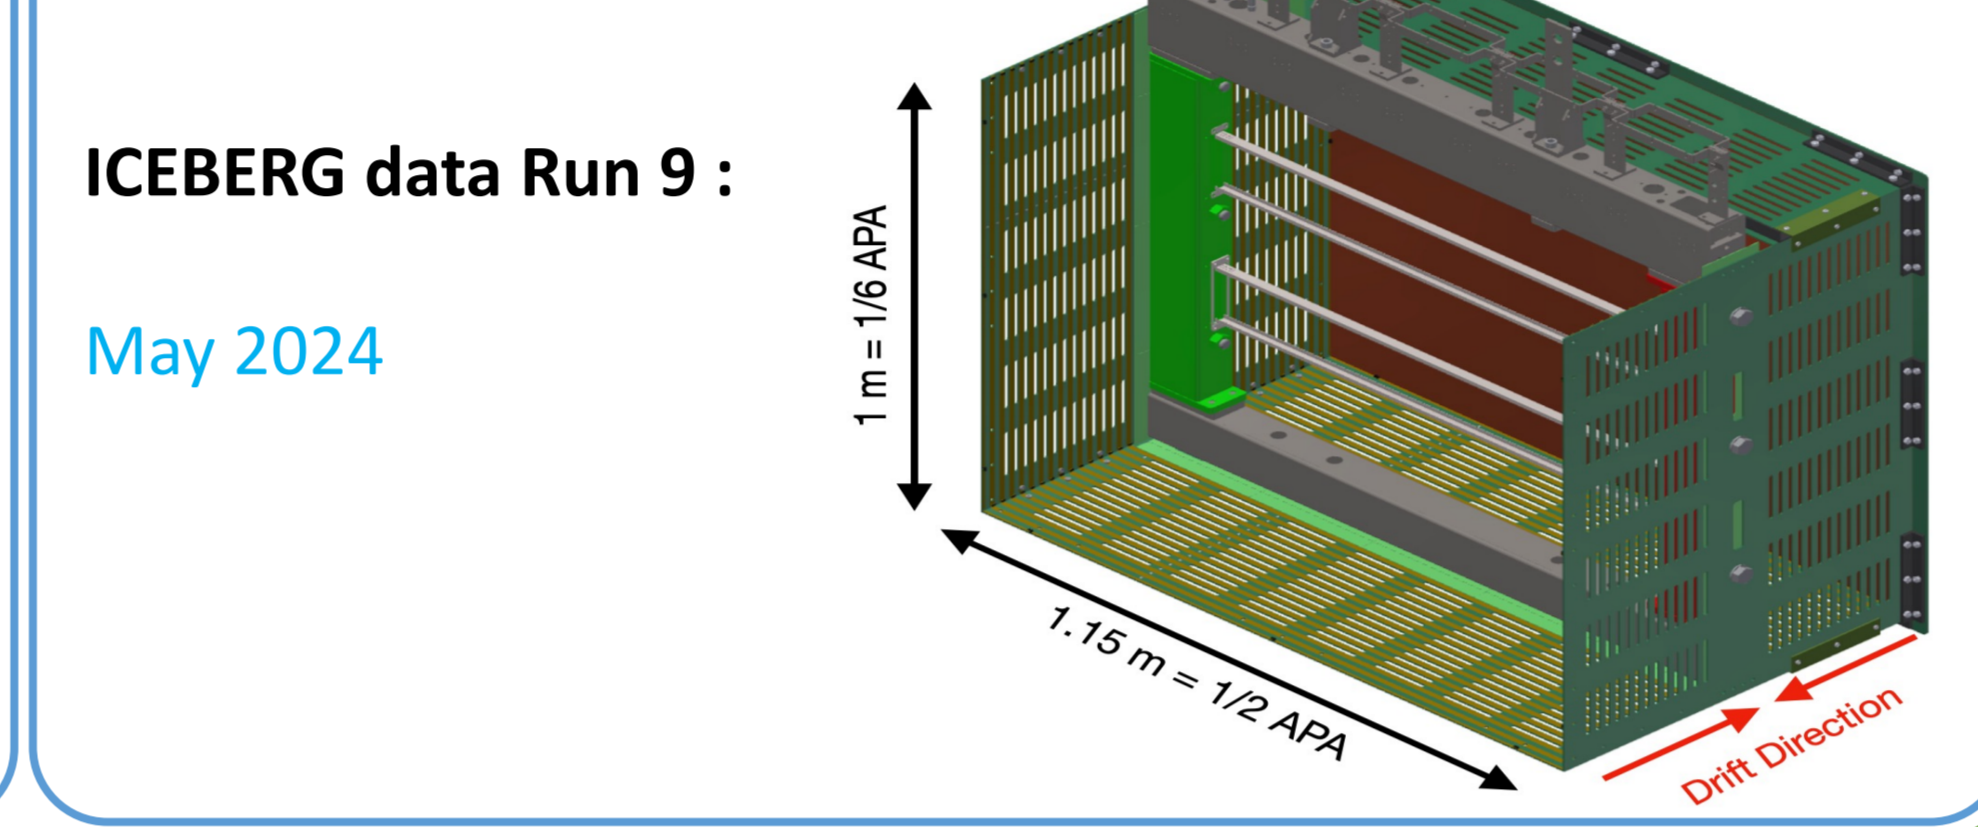 ICEBERG data Run 9 :
May 2024
1 m = 1/6 APA
1.15 m = 1/2 APA
Drift Direction